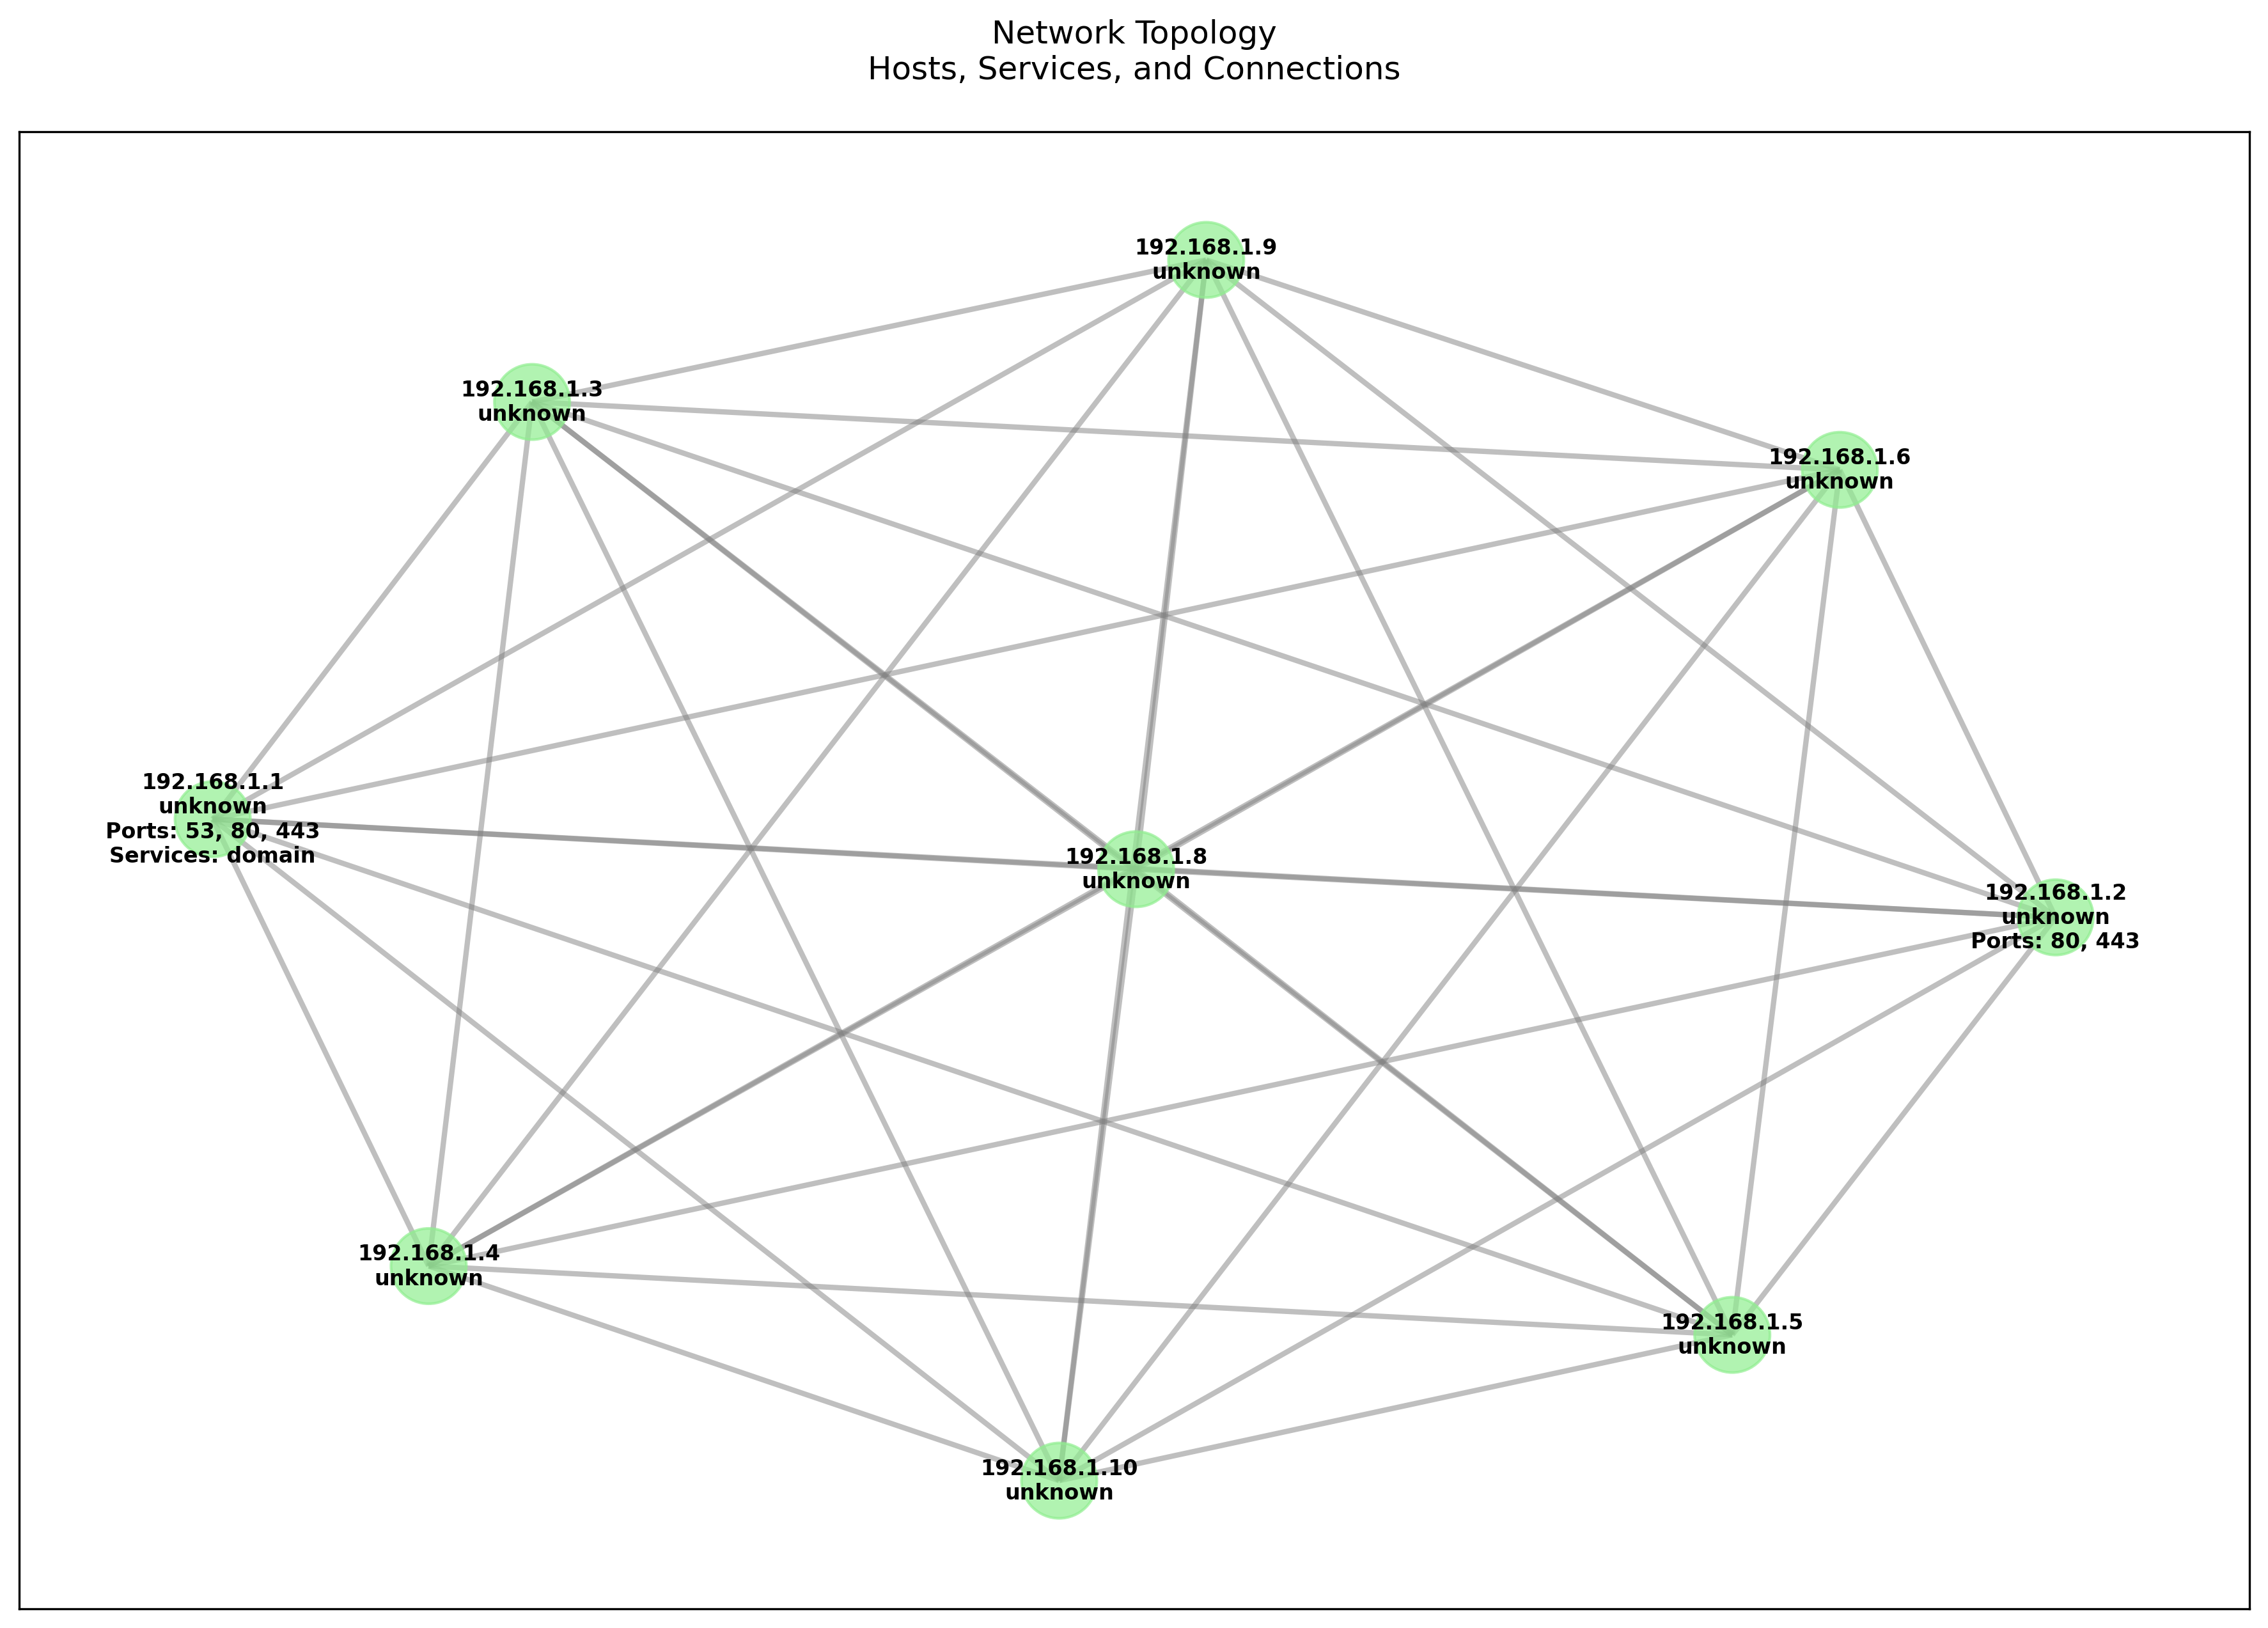 Network Topology
Hosts, Services, and Connections
192.168.1.9
unknown
192.168.1.3
unknown
192.168.1.6
unknown
192.168.1.1
unknown
Ports: 53, 80, 443
Services: domain
192.168.1.8
unknown
192.168.1.2
unknown
Ports: 80, 443
192.168.1.4
unknown
192.168.1.5
unknown
192.168.1.10
unknown